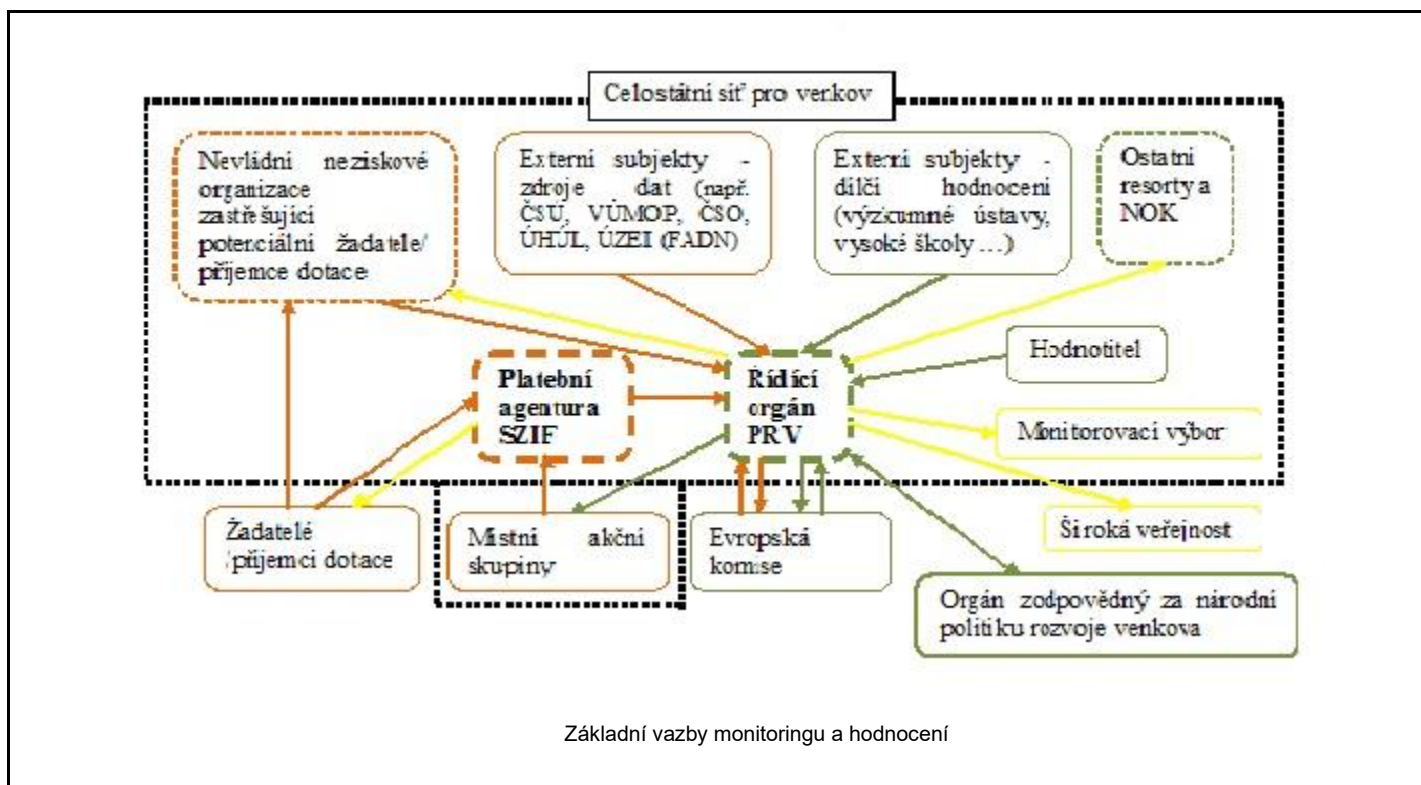 Celostátní síť pro venkov
Nevládní neziskové
organizace
zastřešující
potenciální žadatele/
příjemce dotace
Externí subjekty -
zdroje dat (např.
ČSÚ, VÚMOP, ČSO,
ÚHÚL, ÚZEI (FADN)
Externí subjekty -
dílčí hodnocení
(výzkumné ústavy,
vysoké školy ...)
Ostatní
resorty a
NOK
Hodnotitel
Platební
agentura
SZIF
Řídící
orgán
PRV
Monitorovací výbor
Žadatelé
/příjemci dotace
Místní akční
skupiny
Evropská
komise
Široká veřejnost
Orgán zodpovědný za národní
politiku rozvoje venkova
Základní vazby monitoringu a hodnocení